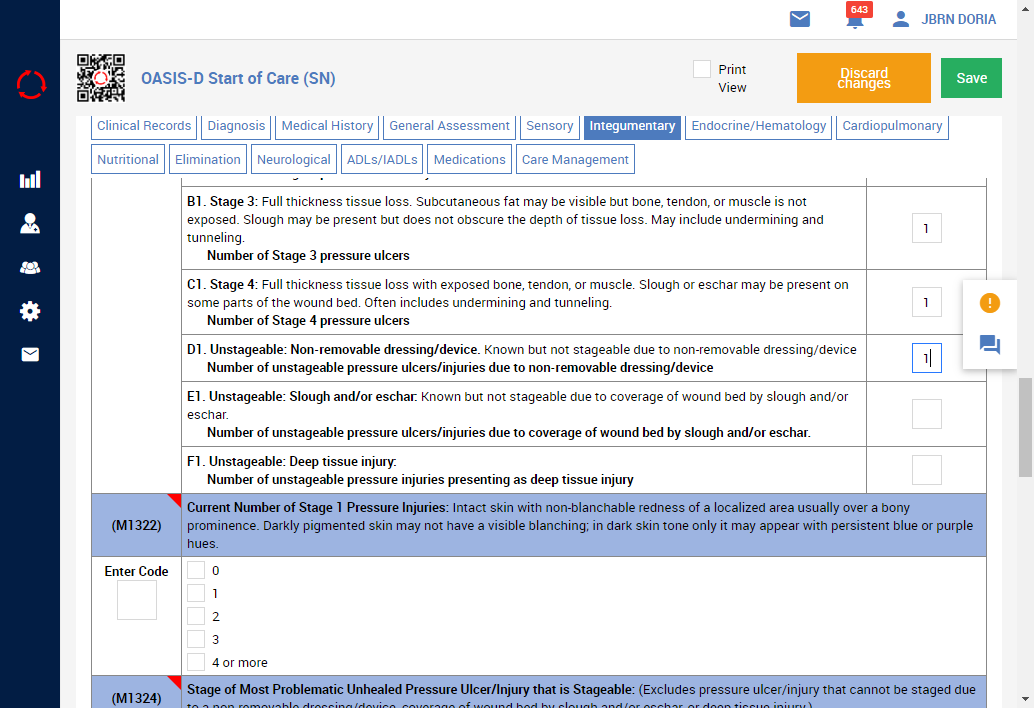 643
JBRN DORIA
OASIS-D Start of Care (SN)
Print
View
Discard
changes
Save
Clinical Records
Diagnosis
Medical History
General Assessment
Sensory
Integumentary
Endocrine/Hematology
Cardiopulmonary
Nutritional
Elimination
Neurological
ADLs/IADLs
Medications
Care Management
B1. Stage 3: Full thickness tissue loss. Subcutaneous fat may be visible but bone, tendon, or muscle is not
exposed. Slough may be present but does not obscure the depth of tissue loss. May include undermining and
tunneling.
Number of Stage 3 pressure ulcers
1
C1. Stage 4: Full thickness tissue loss with exposed bone, tendon, or muscle. Slough or eschar may be present on
some parts of the wound bed. Often includes undermining and tunneling.
Number of Stage 4 pressure ulcers
1
D1. Unstageable: Non-removable dressing/device. Known but not stageable due to non-removable dressing/device
Number of unstageable pressure ulcers/injuries due to non-removable dressing/device
1
E1. Unstageable: Slough and/or eschar: Known but not stageable due to coverage of wound bed by slough and/or
eschar.
Number of unstageable pressure ulcers/injuries due to coverage of wound bed by slough and/or eschar.
F1. Unstageable: Deep tissue injury:
Number of unstageable pressure injuries presenting as deep tissue injury
(M1322)
Current Number of Stage 1 Pressure Injuries: Intact skin with non-blanchable redness of a localized area usually over a bony
prominence. Darkly pigmented skin may not have a visible blanching; in dark skin tone only it may appear with persistent blue or purple
hues.
Enter Code
0
1
2
3
4 or more
(M1324)
Stage of Most Problematic Unhealed Pressure Ulcer/Injury that is Stageable: (Excludes pressure ulcer/injury that cannot be staged due
to a non-removable dressing/device, coverage of wound bed by slough and/or eschar, or deep tissue injury.)